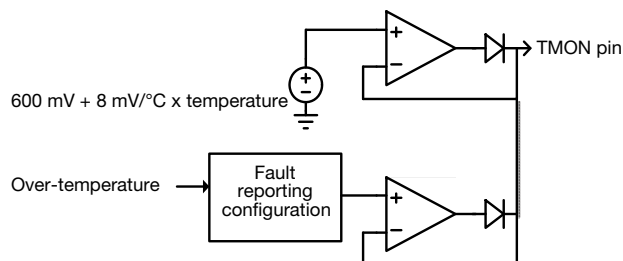 TMON pin
600 mV + 8 mV/°C x temperature
Over-temperature
Fault
reporting
configuration